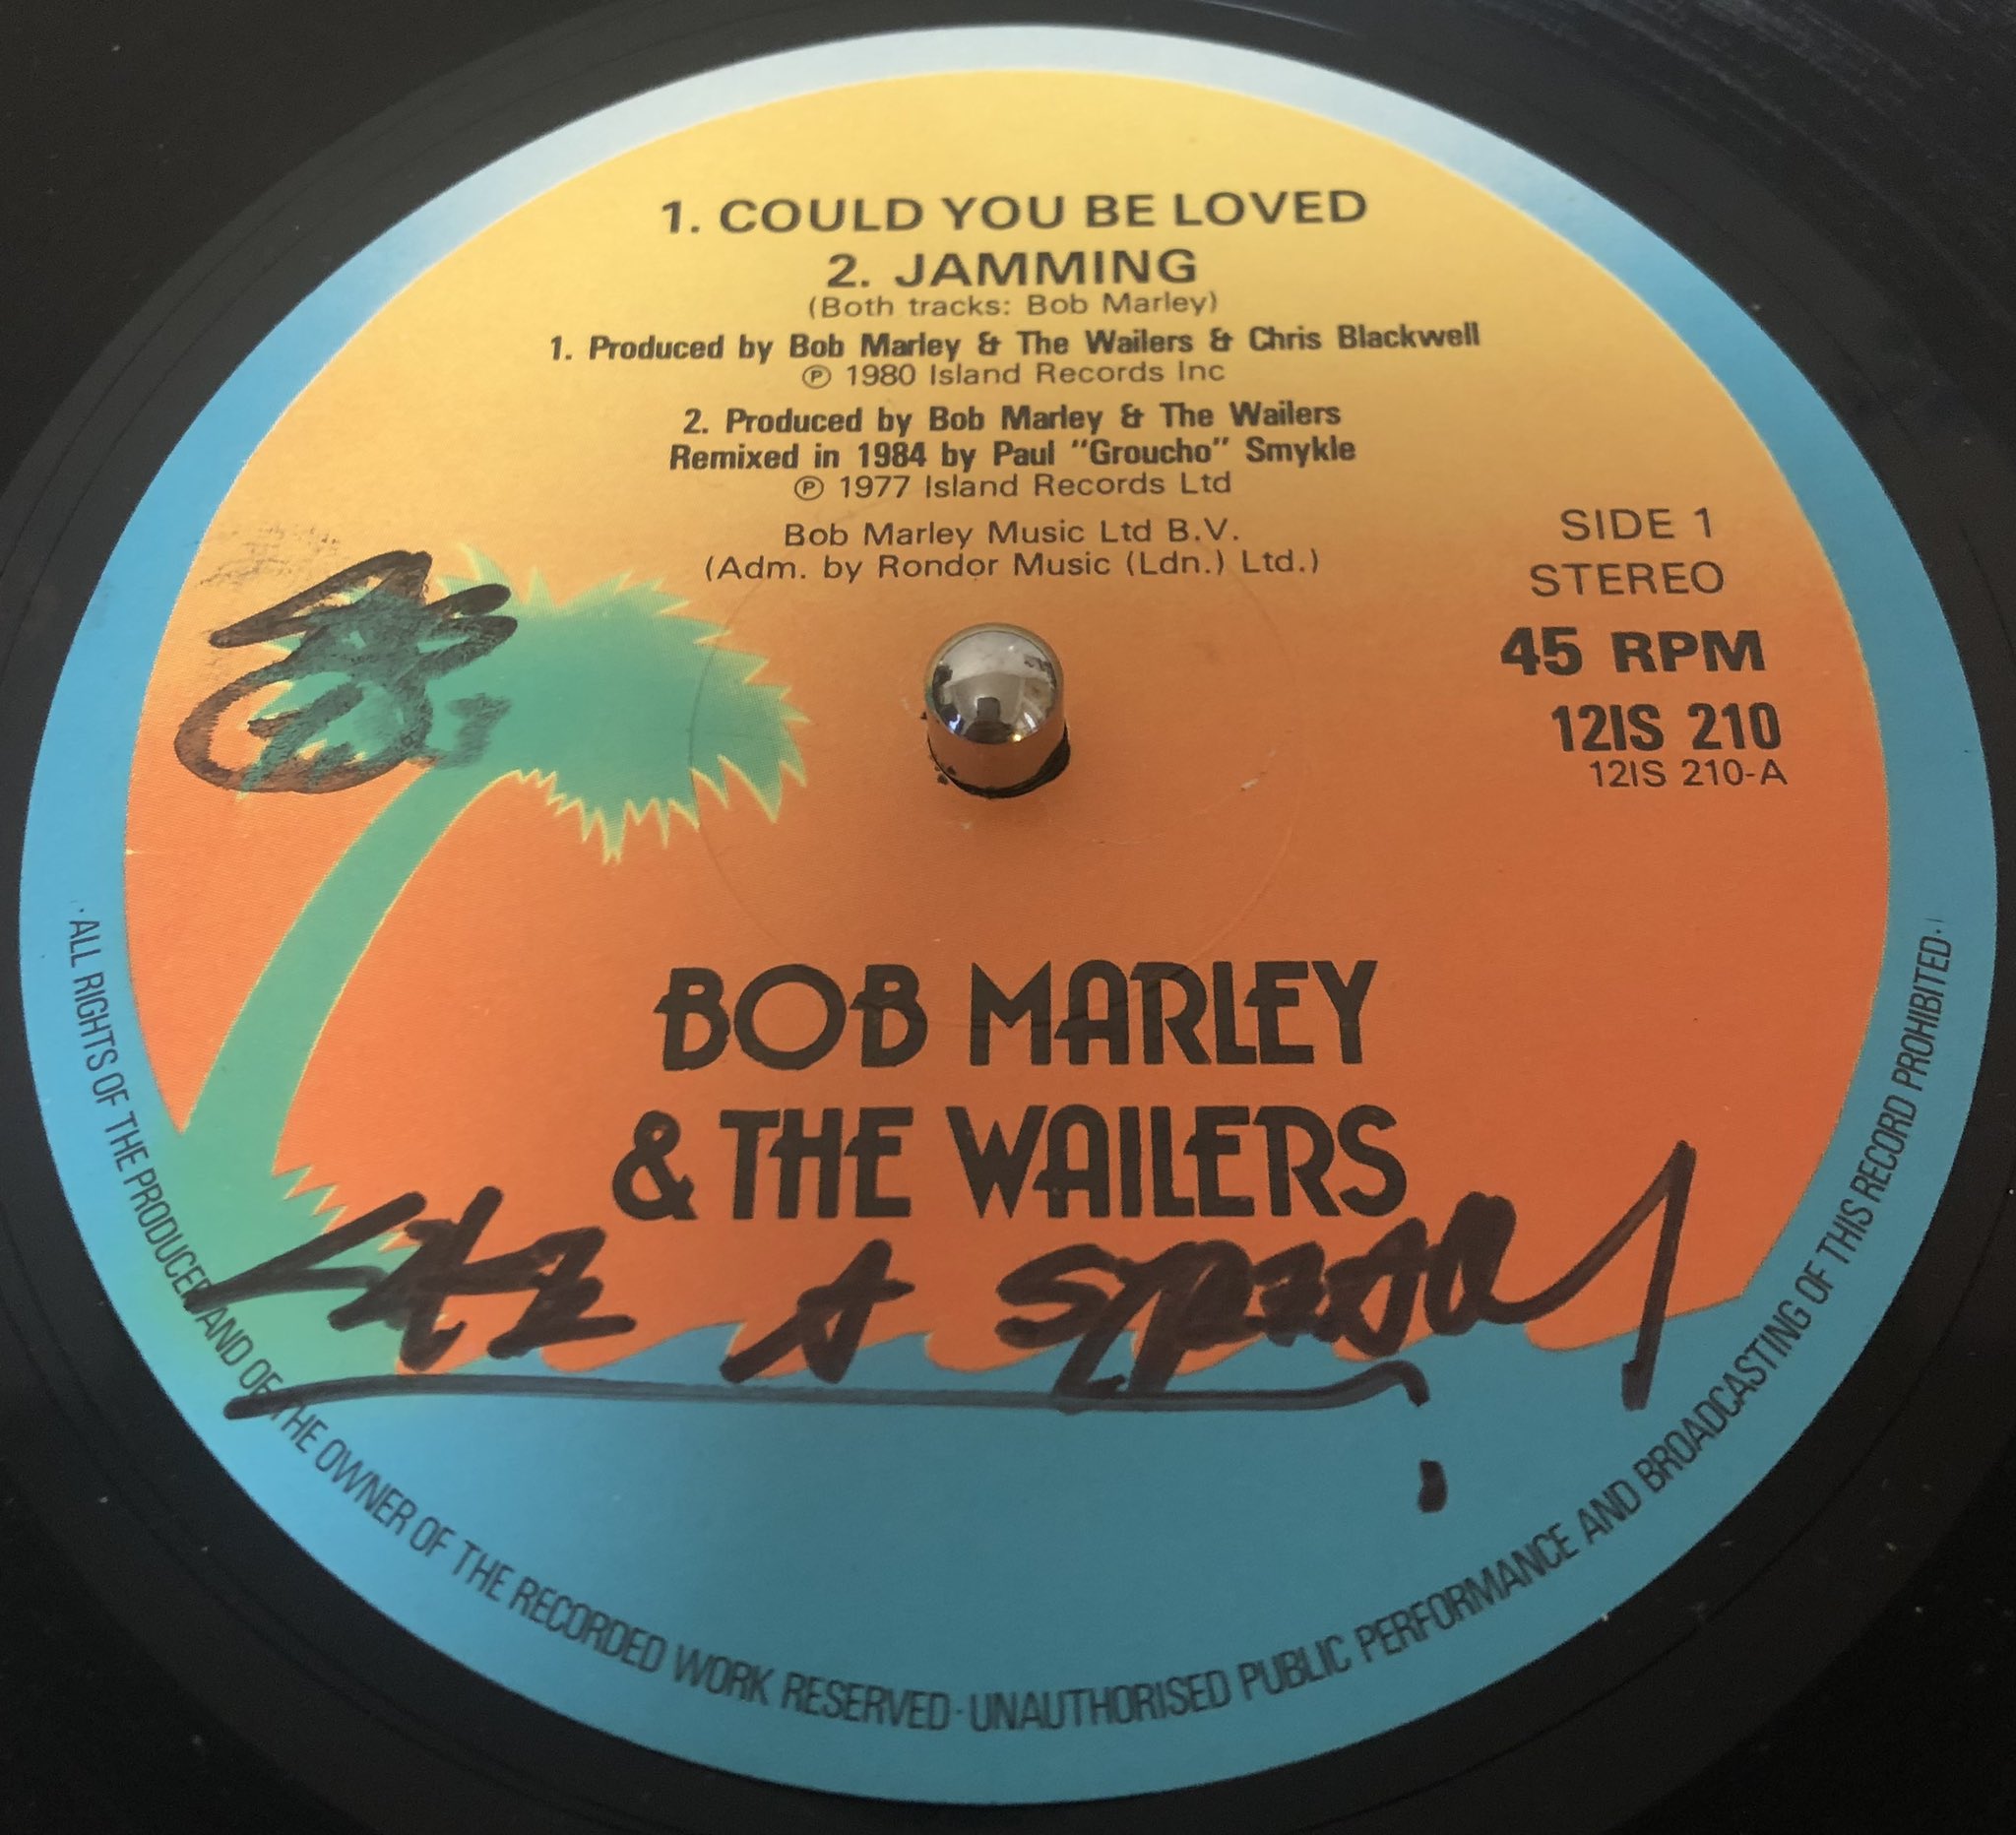 1. COULD YOU BE LOVED
2. JAMMING
(Both tracks: Bob Marley)
1. Produced by Bob Marley & The Wailers & Chris Blackwell
Ⓟ 1980 Island Records Inc
2. Produced by Bob Marley & The Wailers
Remixed in 1984 by Paul "Groucho" Smykle
Ⓟ 1977 Island Records Ltd
Bob Marley Music Ltd B.V.
(Adm. by Rondor Music (Ldn.) Ltd.)
SIDE 1
STEREO
45 RPM
12IS 210
12IS 210-A
BOB MARLEY
& THE WAILERS
·ALL RIGHTS OF THE PRODUCER AND OF THE OWNER OF THE RECORDED WORK RESERVED·UNAUTHORISED PUBLIC PERFORMANCE AND BROADCASTING OF THIS RECORD PROHIBITED·